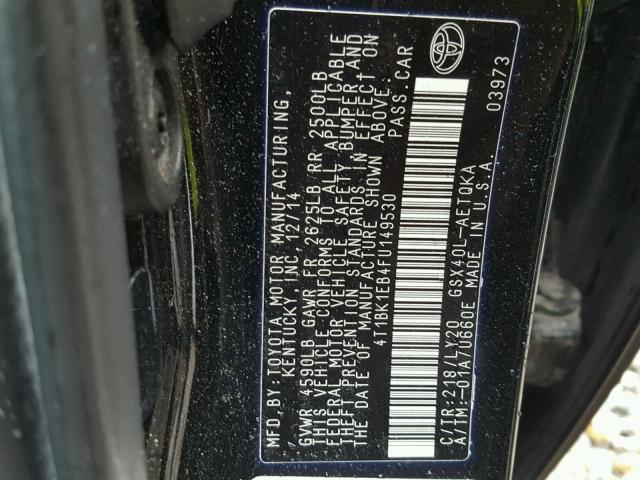 MFD. BY: TOYOTA MOTOR MANUFACTURING,
KENTUCKY, INC. 12/14
GVWR 4590LB GAWR FR 2625LB RR 2500LB
THIS VEHICLE CONFORMS TO ALL APPLICABLE
FEDERAL MOTOR VEHICLE SAFETY, BUMPER AND
THEFT PREVENTION STANDARDS IN EFFECT ON
THE DATE OF MANUFACTURE SHOWN ABOVE.
4T1BK1EB4FU149530 PASS.CAR
C/TR:218/LY20 GSX40L-AETQKA
A/TM:-01A/U660E MADE IN U.S.A.
03973